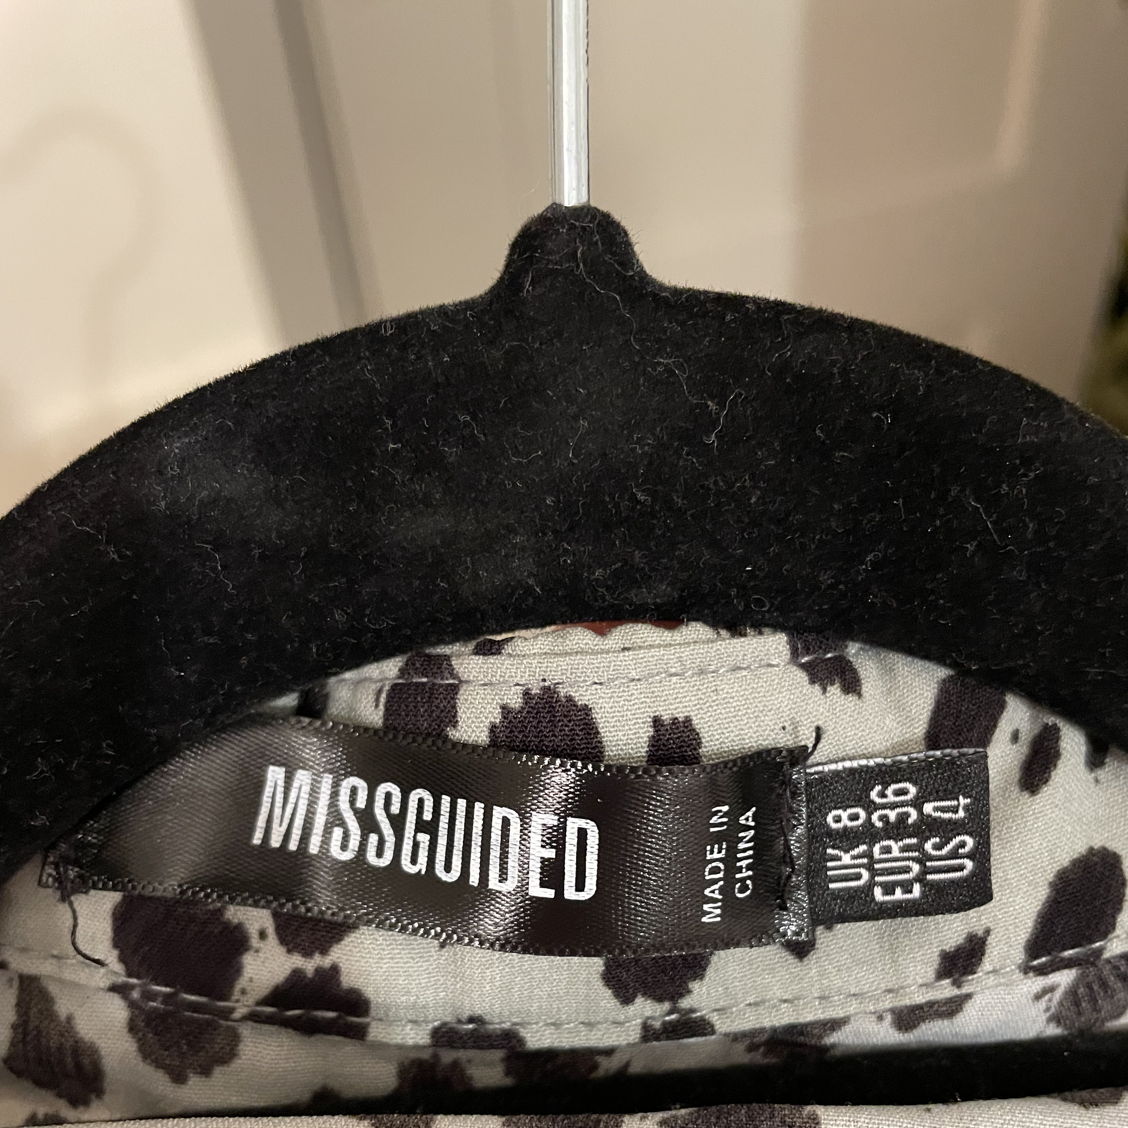 MISSGUIDED
MADE IN
CHINA
UK 8
EUR 36
US 4